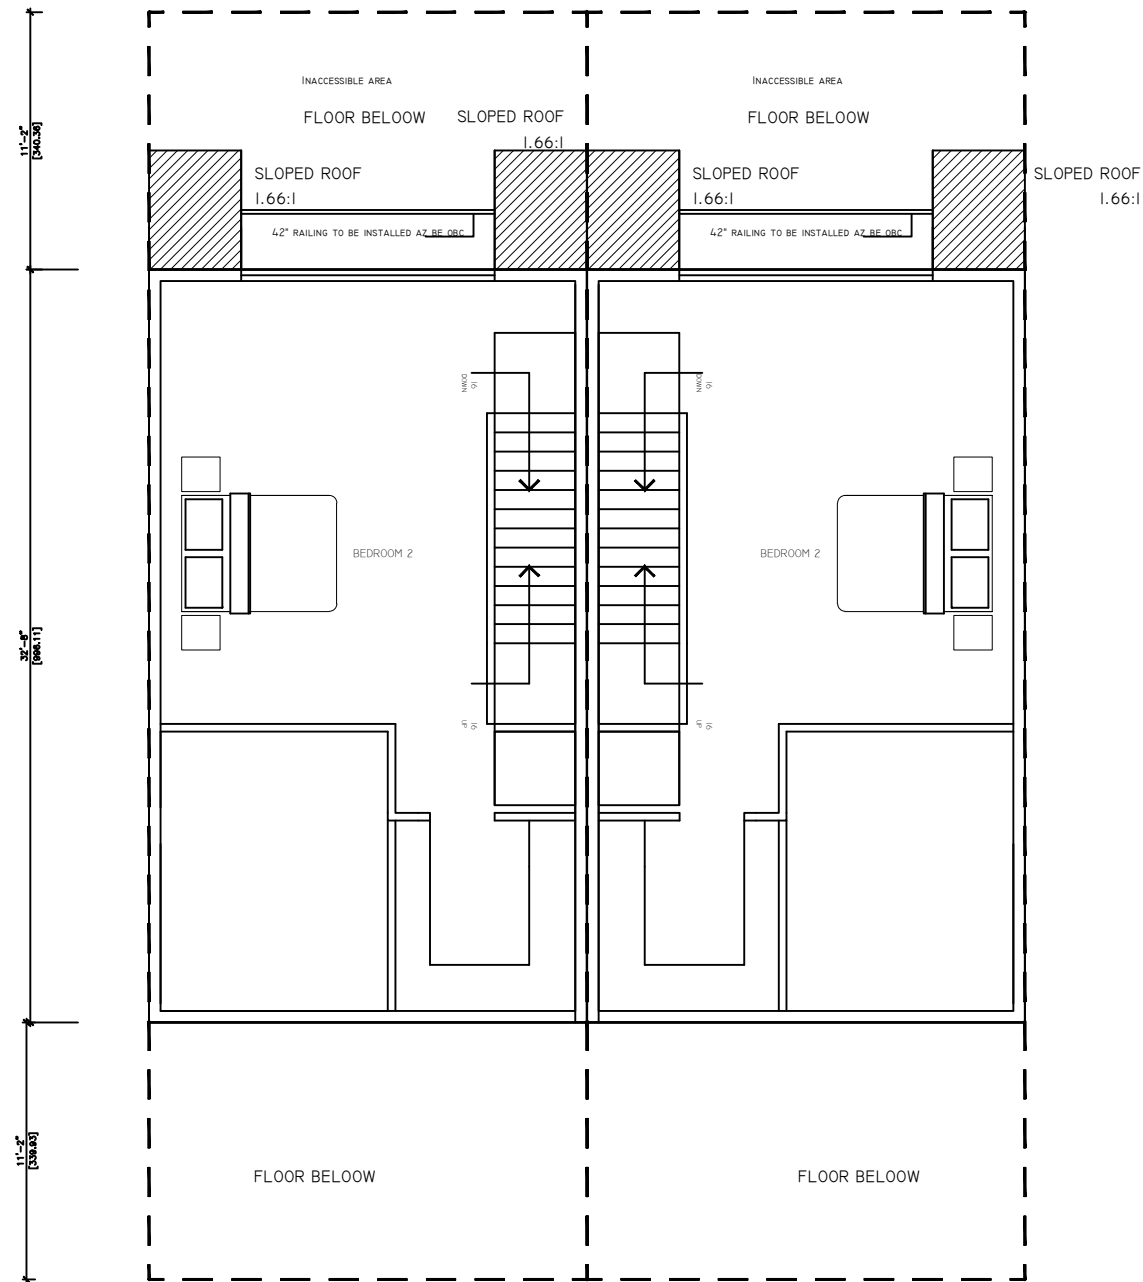 INACCESSIBLE AREA
INACCESSIBLE AREA
FLOOR BELOOW
SLOPED ROOF
1.66:1
FLOOR BELOOW
SLOPED ROOF
1.66:1
SLOPED ROOF
1.66:1
SLOPED ROOF
1.66:1
42" RAILING TO BE INSTALLED AZ BE OBC
42" RAILING TO BE INSTALLED AZ BE OBC
11'-2"
[340.36]
16
DOWN
16
DOWN
BEDROOM 2
BEDROOM 2
32'-8"
[996.11]
16
UP
16
UP
11'-2"
[339.93]
FLOOR BELOOW
FLOOR BELOOW